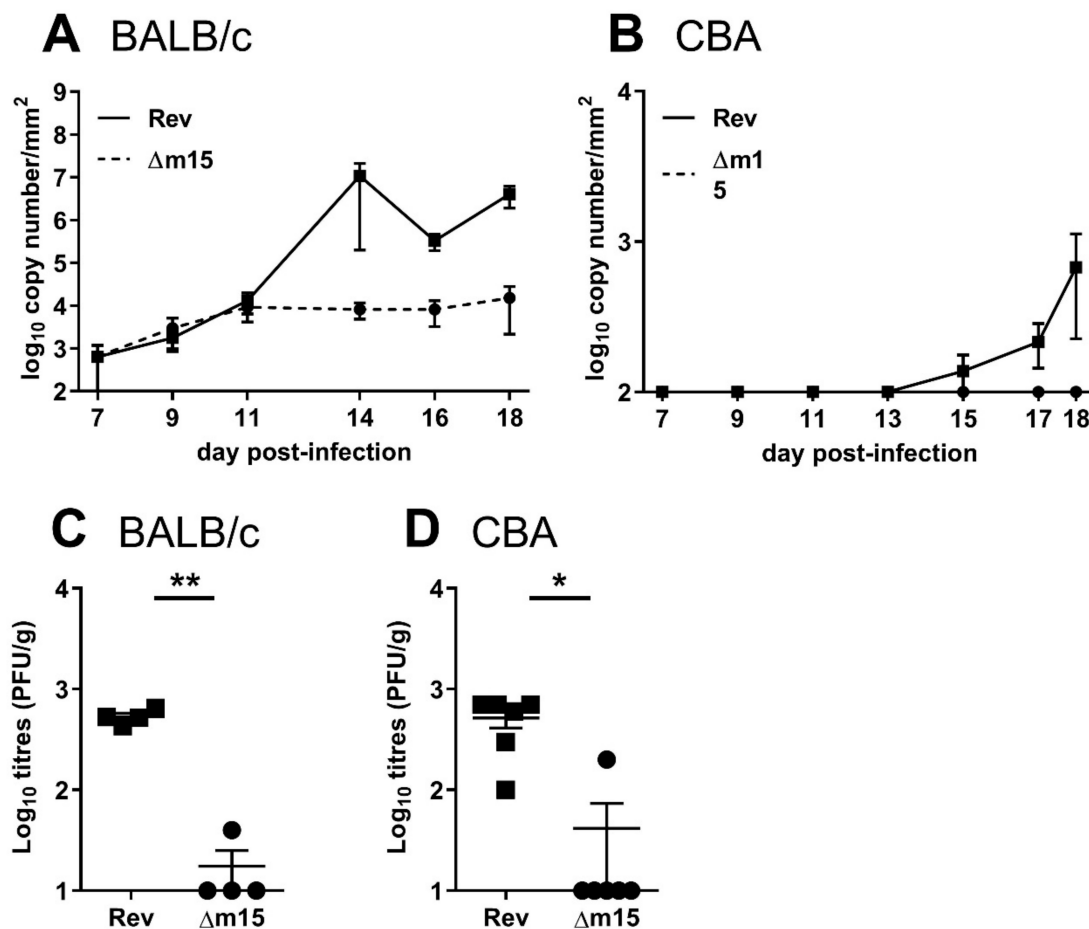 A BALB/c
log₁₀ copy number/mm²
9
8
7
6
5
4
3
2
Rev
Δm15
7 9 11 14 16 18
day post-infection
B CBA
log₁₀ copy number/mm²
4
3
2
Rev
Δm1
5
7 9 11 13 15 17 18
day post-infection
C BALB/c
**
Log₁₀ titres (PFU/g)
4
3
2
1
Rev Δm15
D CBA
*
Log₁₀ titres (PFU/g)
4
3
2
1
Rev Δm15